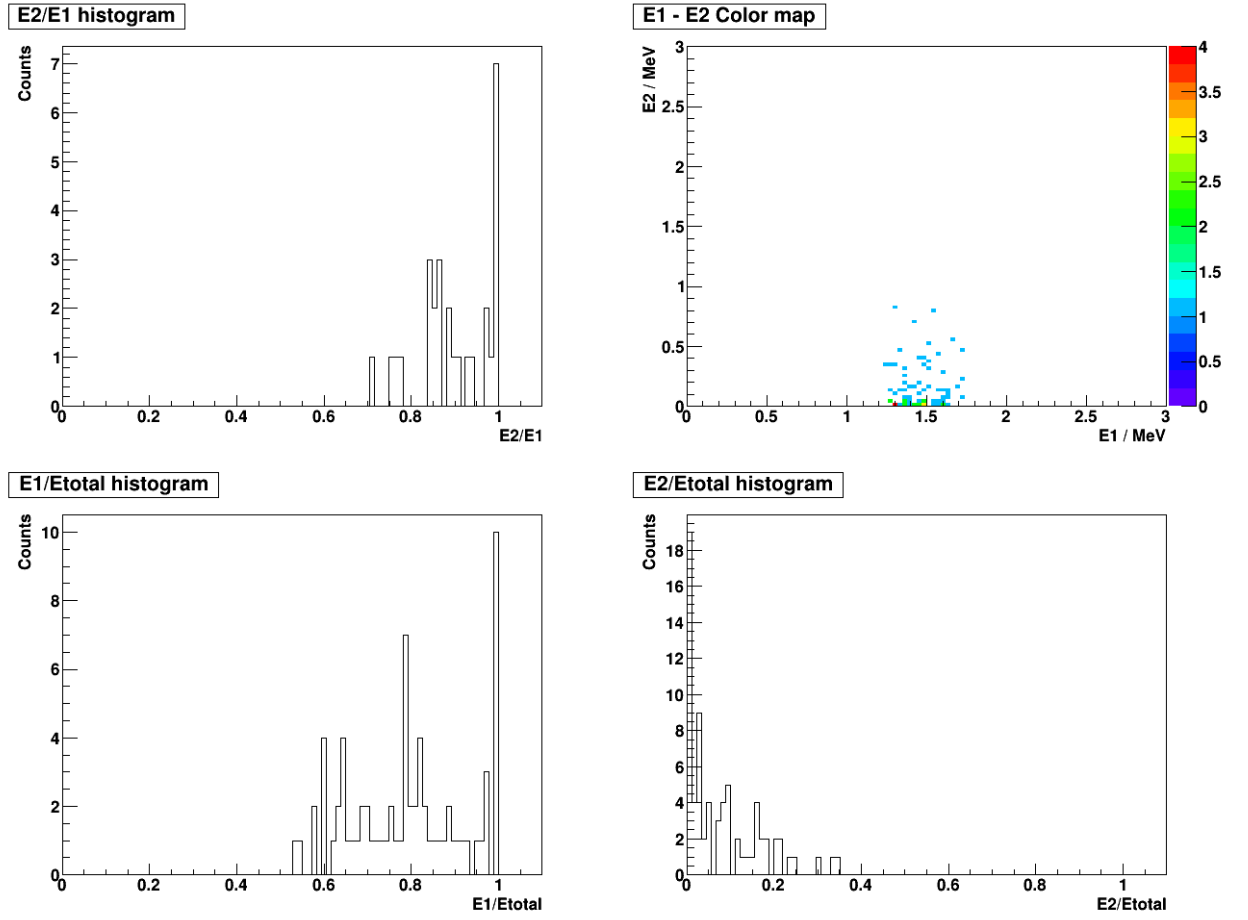 E2/E1 histogram
Counts
7
6
5
4
3
2
1
0
0 0.2 0.4 0.6 0.8 1
E2/E1
E1 - E2 Color map
E2 / MeV
3
2.5
2
1.5
1
0.5
0
0 0.5 1 1.5 2 2.5 3
E1 / MeV
4
3.5
3
2.5
2
1.5
1
0.5
0
E1/Etotal histogram
Counts
10
8
6
4
2
0
0 0.2 0.4 0.6 0.8 1
E1/Etotal
E2/Etotal histogram
Counts
18
16
14
12
10
8
6
4
2
0
0 0.2 0.4 0.6 0.8 1
E2/Etotal